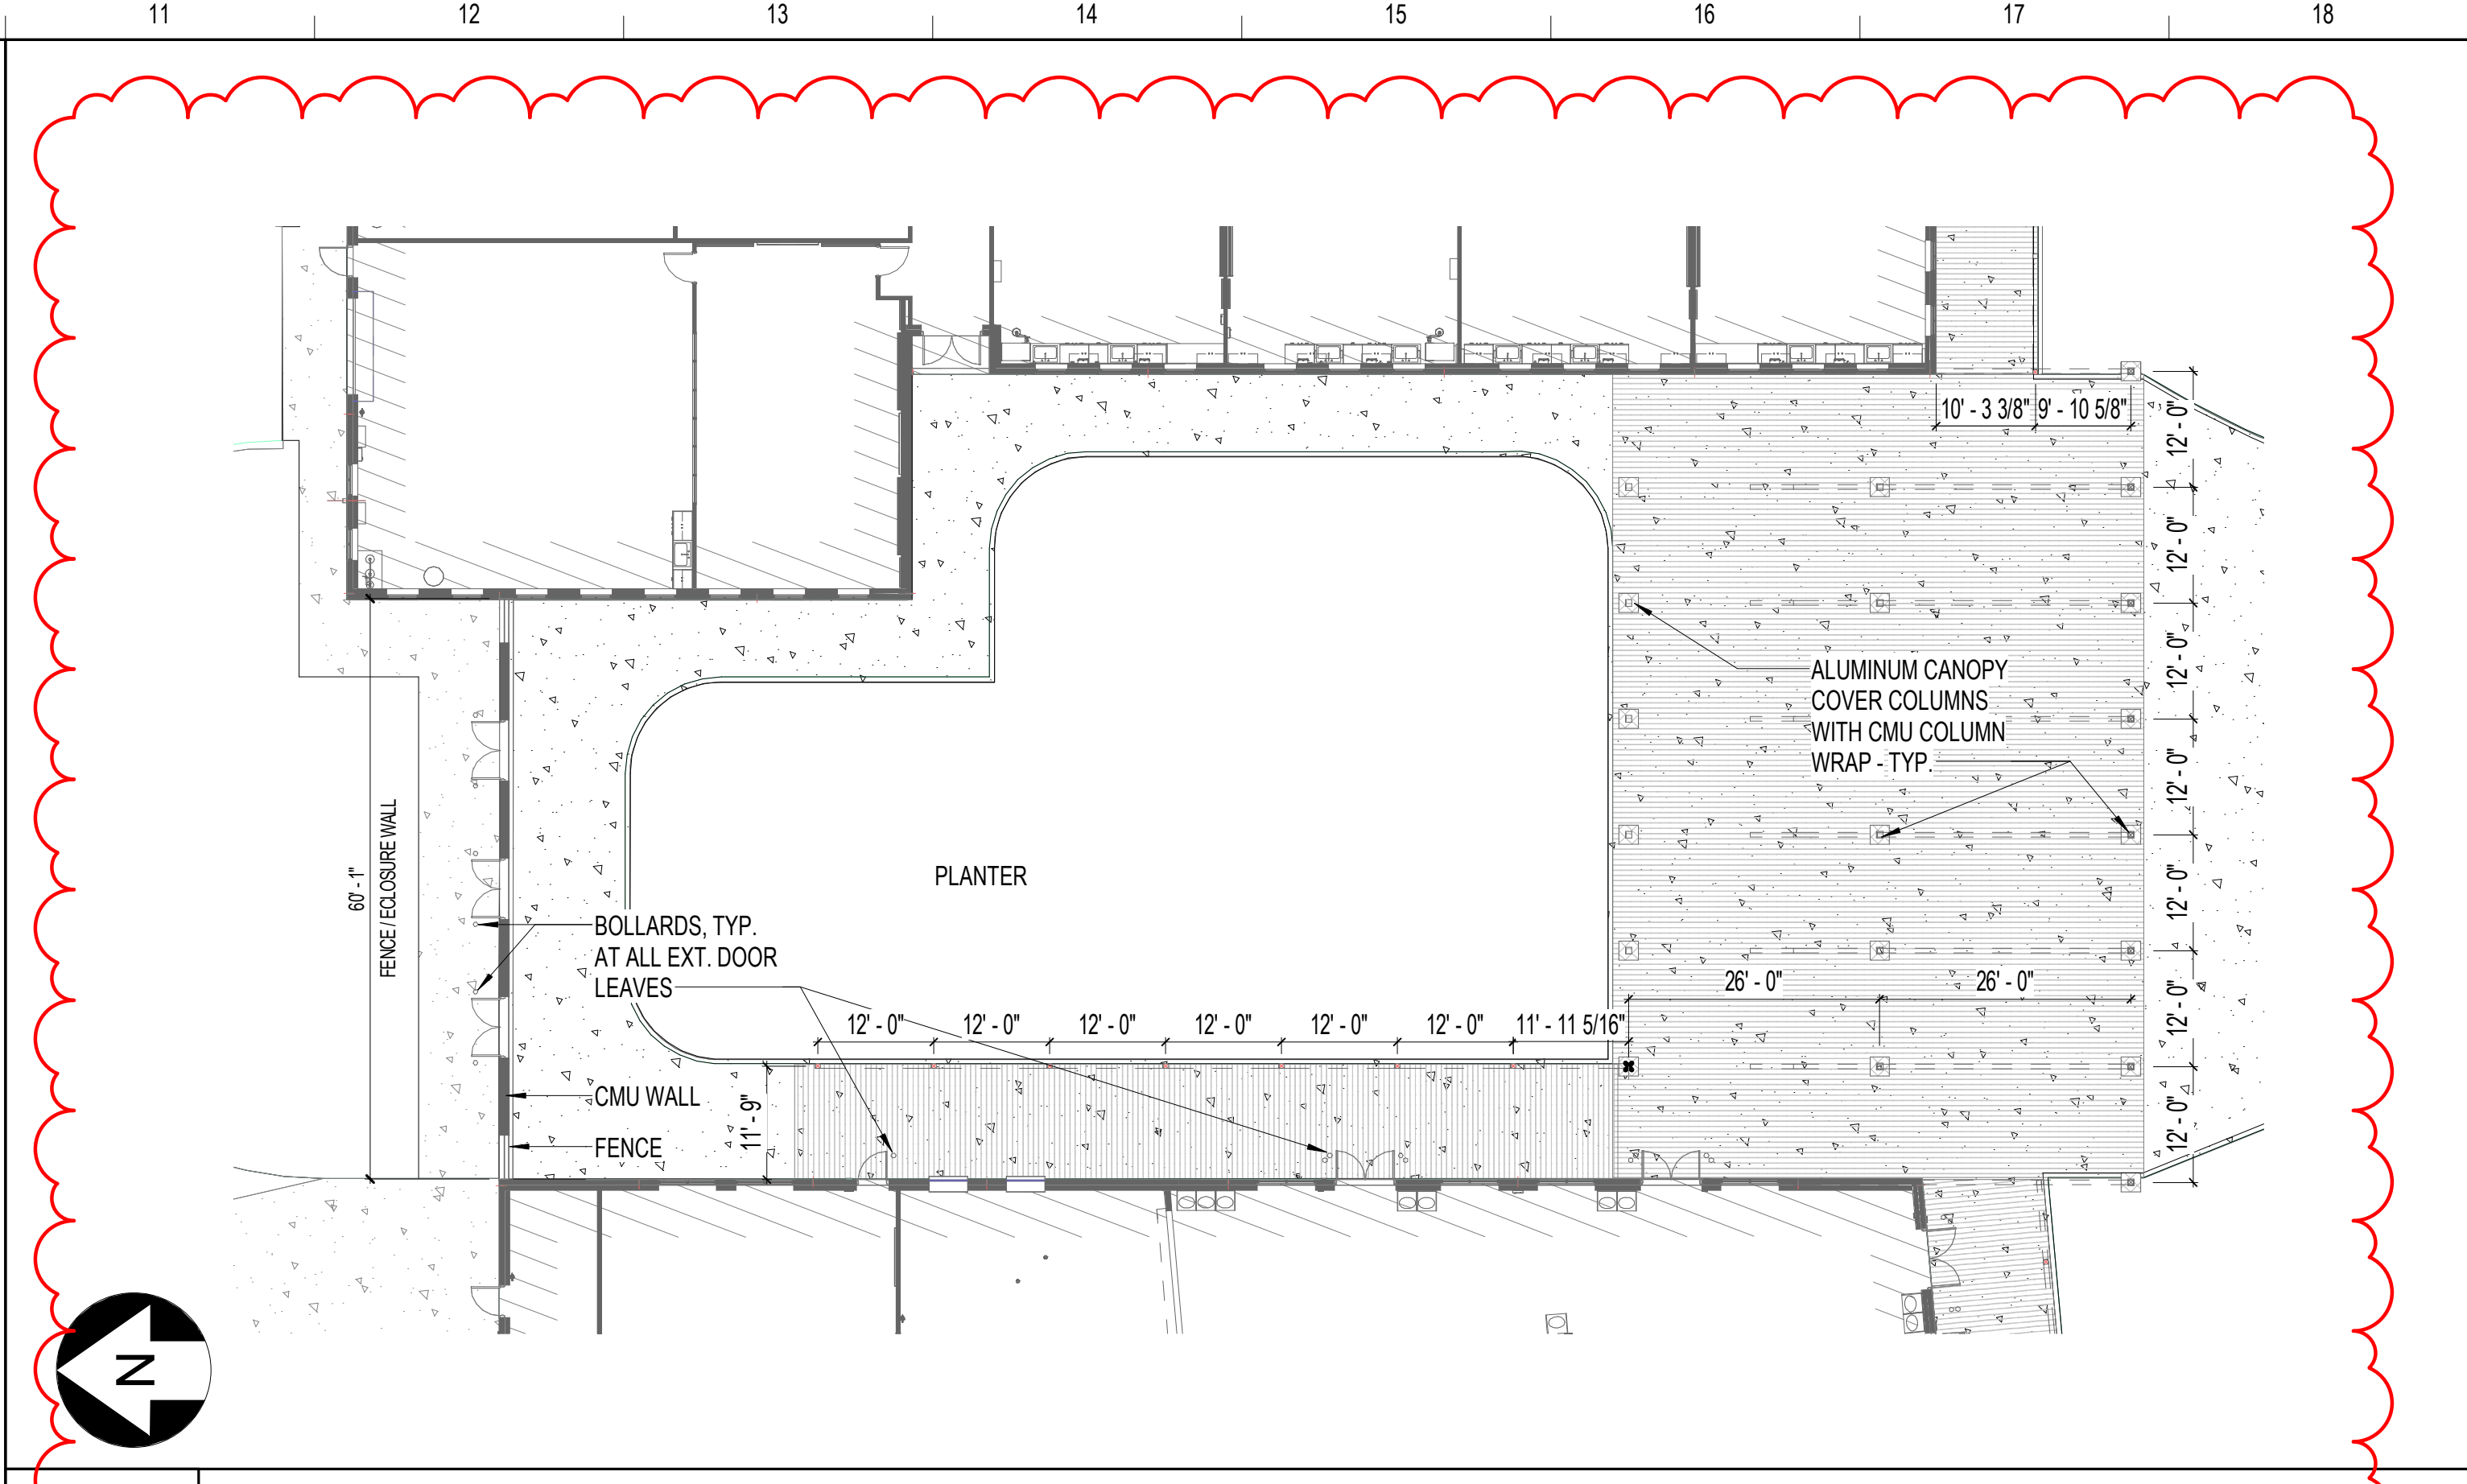 11 12 13 14 15 16 17 18
10' - 3 3/8" 9' - 10 5/8"
12' - 0"
12' - 0"
12' - 0"
12' - 0"
12' - 0"
12' - 0"
12' - 0"
ALUMINUM CANOPY
COVER COLUMNS
WITH CMU COLUMN
WRAP - TYP.
60' - 1"
FENCE / ECLOSURE WALL
PLANTER
BOLLARDS, TYP.
AT ALL EXT. DOOR
LEAVES
26' - 0" 26' - 0"
12' - 0" 12' - 0" 12' - 0" 12' - 0" 12' - 0" 12' - 0" 11' - 11 5/16"
CMU WALL
11' - 9"
FENCE
N